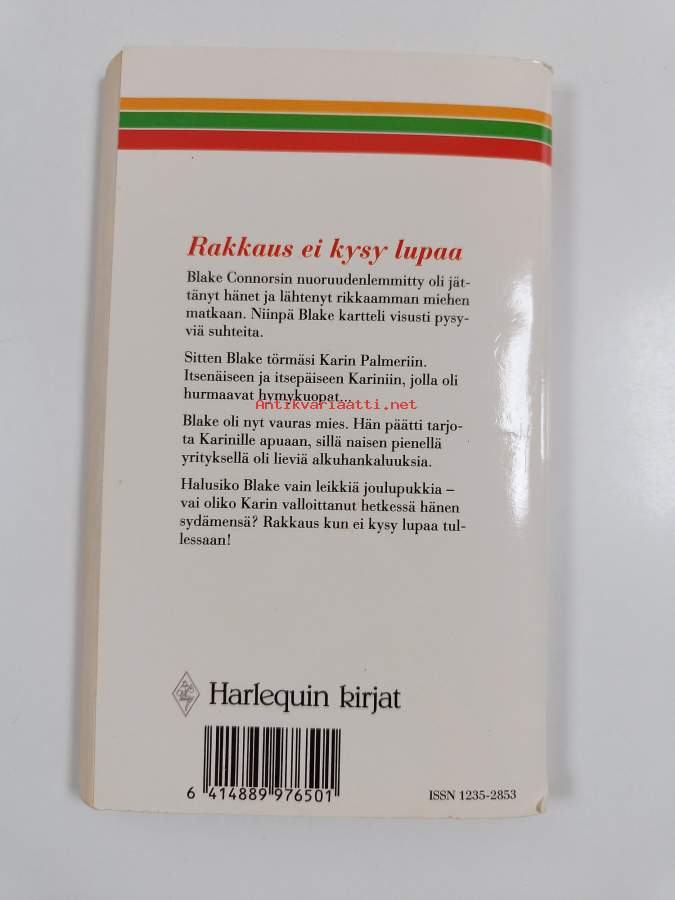 Rakkaus ei kysy lupaa
Blake Connorsin nuoruudenlemmitty oli jät-
tänyt hänet ja lähtenyt rikkaamman miehen
matkaan. Niinpä Blake kartteli visusti pysy-
viä suhteita.
Sitten Blake törmäsi Karin Palmeriin.
Itsenäiseen ja itsepäiseen Kariniin, jolla oli
hurmaavat hymykuopat...
Antikvariaatti.net
Blake oli nyt vauras mies. Hän päätti tarjo-
ta Karinille apuaan, sillä naisen pienellä
yrityksellä oli lieviä alkuhankaluuksia.
Halusiko Blake vain leikkiä joulupukkia –
vai oliko Karin valloittanut hetkessä hänen
sydämensä? Rakkaus kun ei kysy lupaa tul-
lessaan!
Harlequin kirjat
6 414889 976501
ISSN 1235-2853